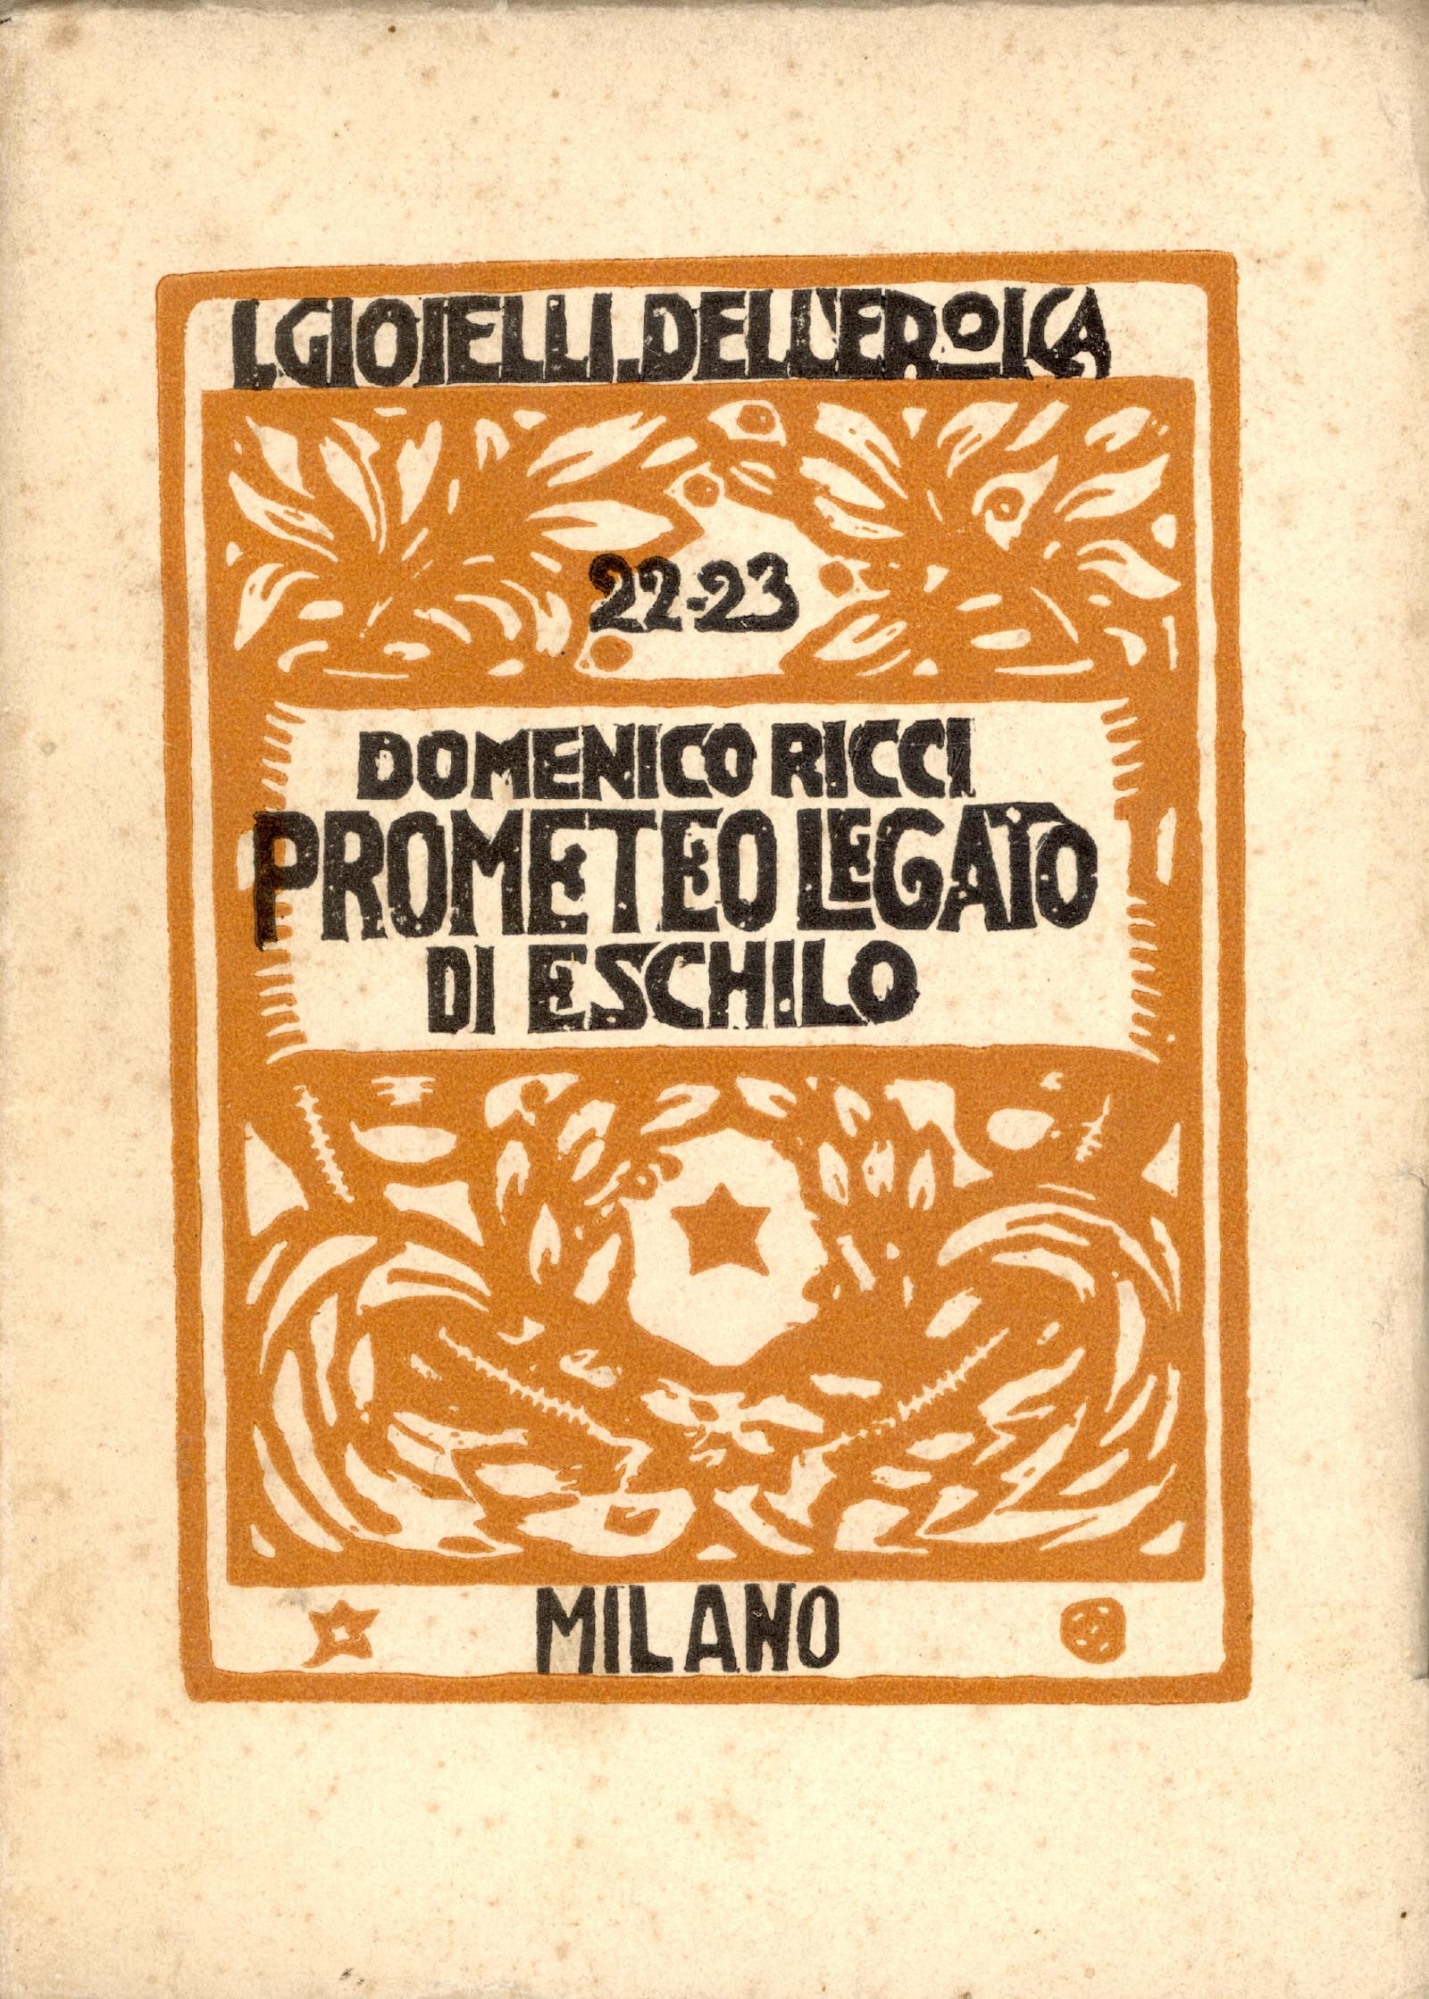 I.GIOIELLI.DELL'EROICA
22-23
DOMENICO RICCI
PROMETEO LEGATO
DI ESCHILO
MILANO